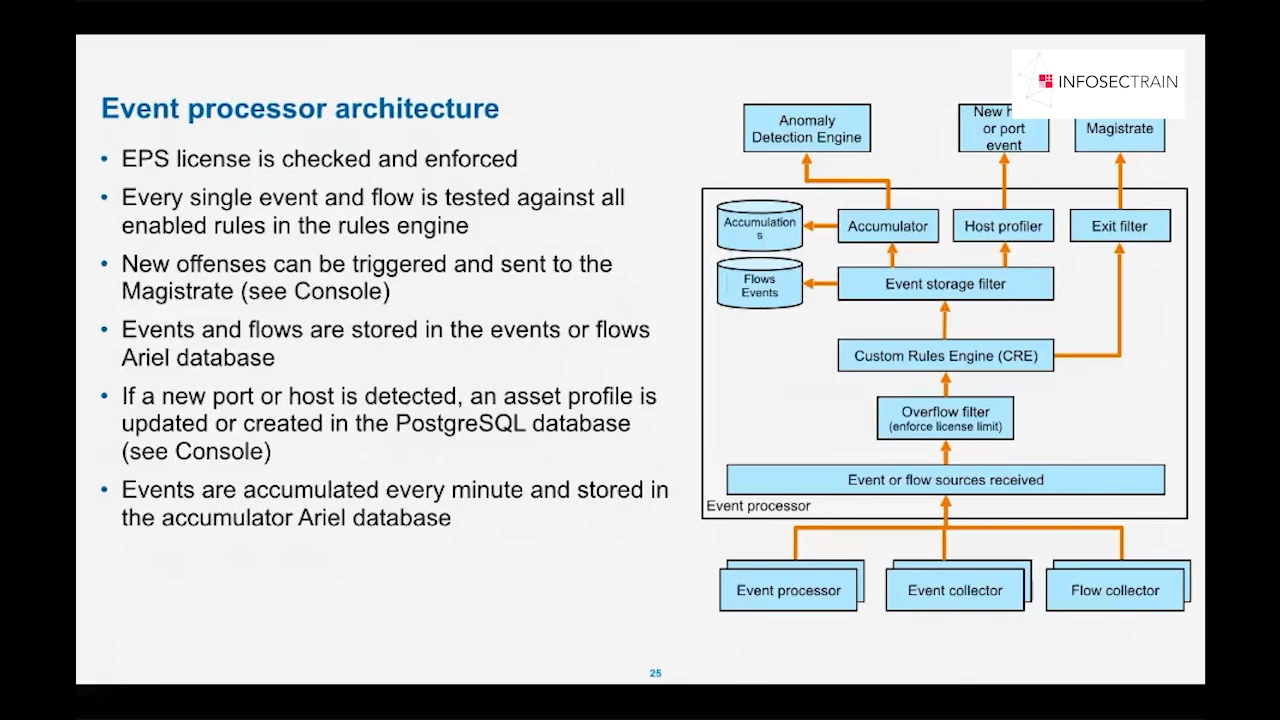 INFOSECTRAIN
Event processor architecture
• EPS license is checked and enforced
• Every single event and flow is tested against all
enabled rules in the rules engine
• New offenses can be triggered and sent to the
Magistrate (see Console)
• Events and flows are stored in the events or flows
Ariel database
• If a new port or host is detected, an asset profile is
updated or created in the PostgreSQL database
(see Console)
• Events are accumulated every minute and stored in
the accumulator Ariel database
Anomaly
Detection Engine
New
or port
event
Magistrate
Accumulation
s
Accumulator
Host profiler
Exit filter
Flows
Events
Event storage filter
Custom Rules Engine (CRE)
Overflow filter
(enforce license limit)
Event or flow sources received
Event processor
Event processor
Event collector
Flow collector
25